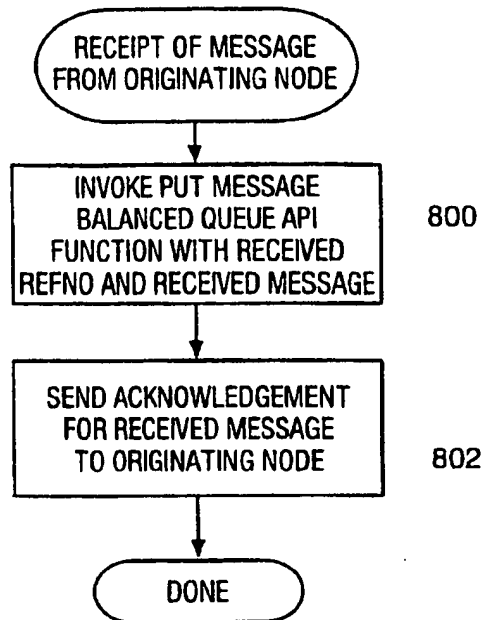 RECEIPT OF MESSAGE
FROM ORIGINATING NODE
INVOKE PUT MESSAGE
BALANCED QUEUE API
FUNCTION WITH RECEIVED
REFNO AND RECEIVED MESSAGE
800
SEND ACKNOWLEDGEMENT
FOR RECEIVED MESSAGE
TO ORIGINATING NODE
802
DONE